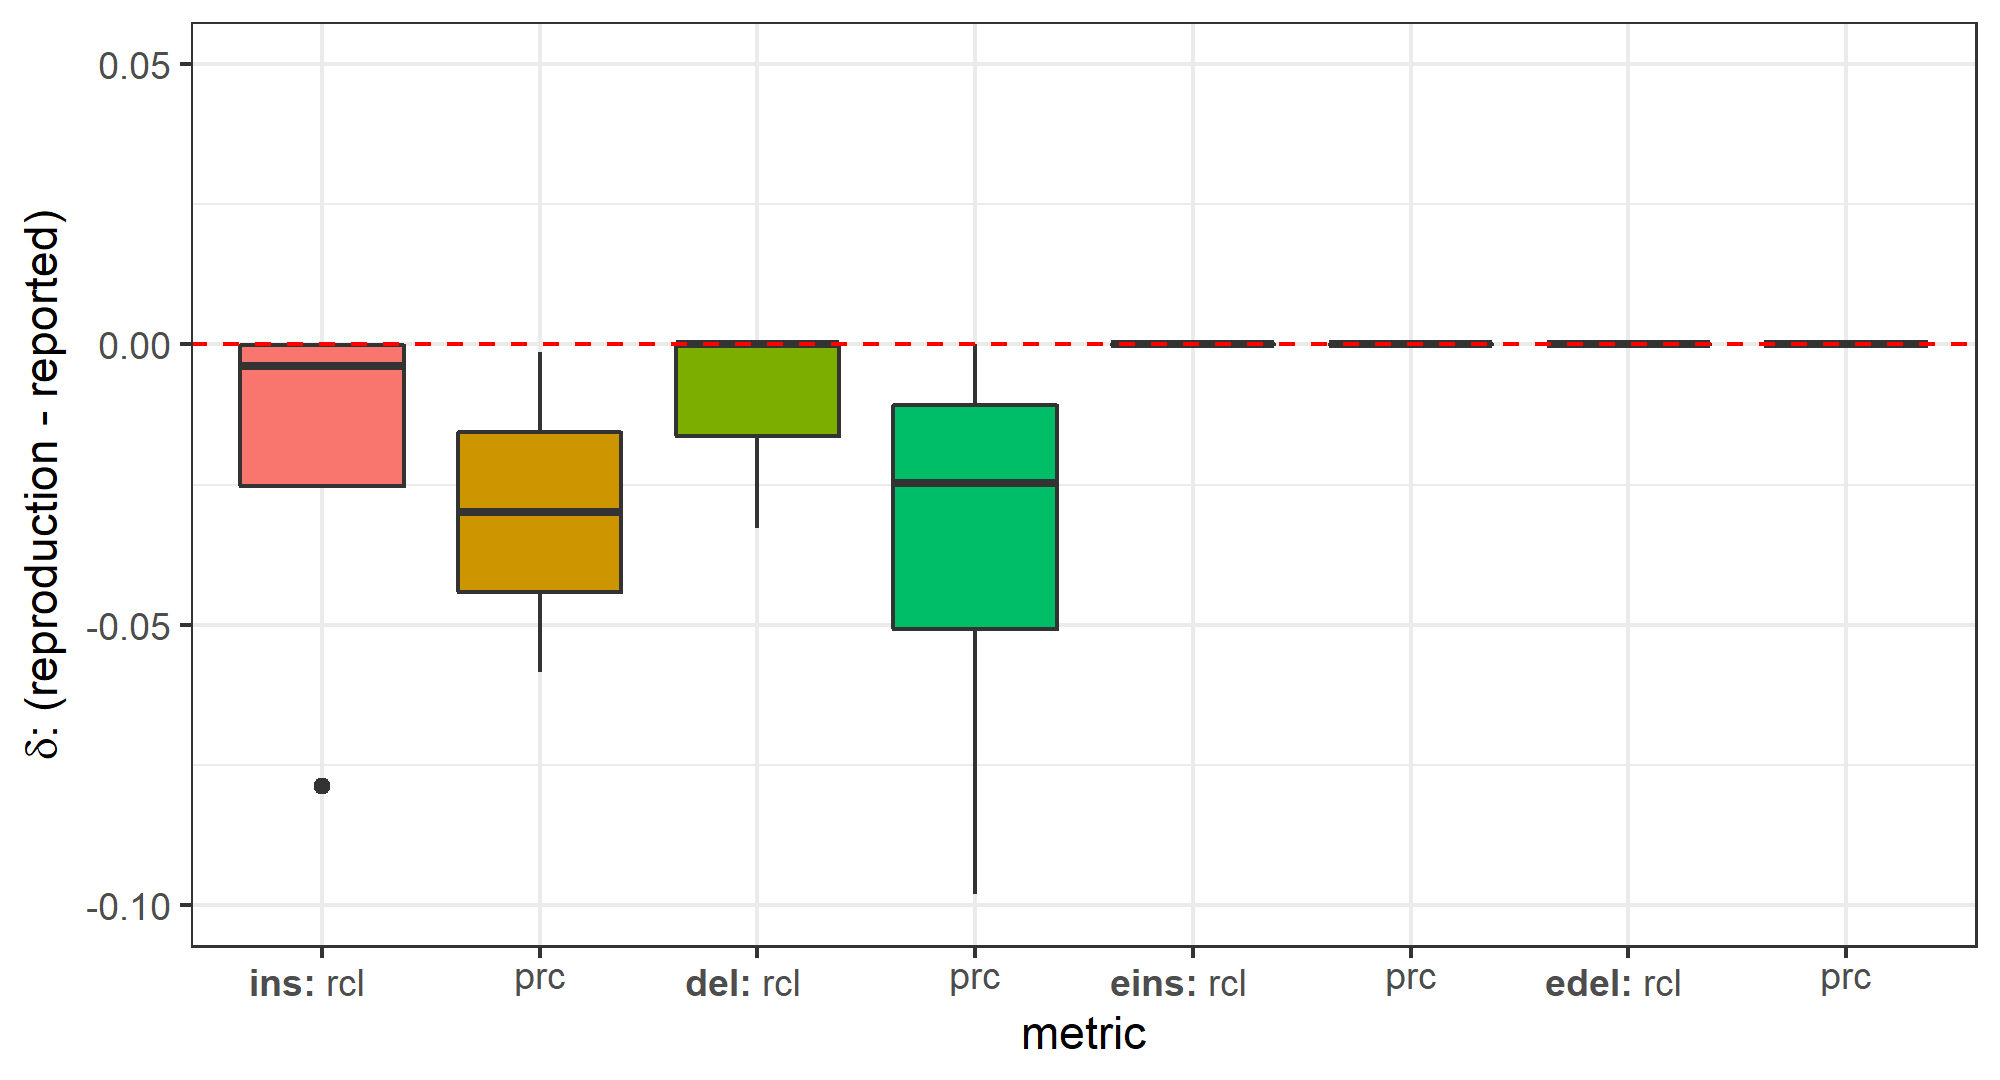 δ: (reproduction - reported)
0.05
0.00
-0.05
-0.10
ins: rcl prc del: rcl prc eins: rcl prc edel: rcl prc
metric